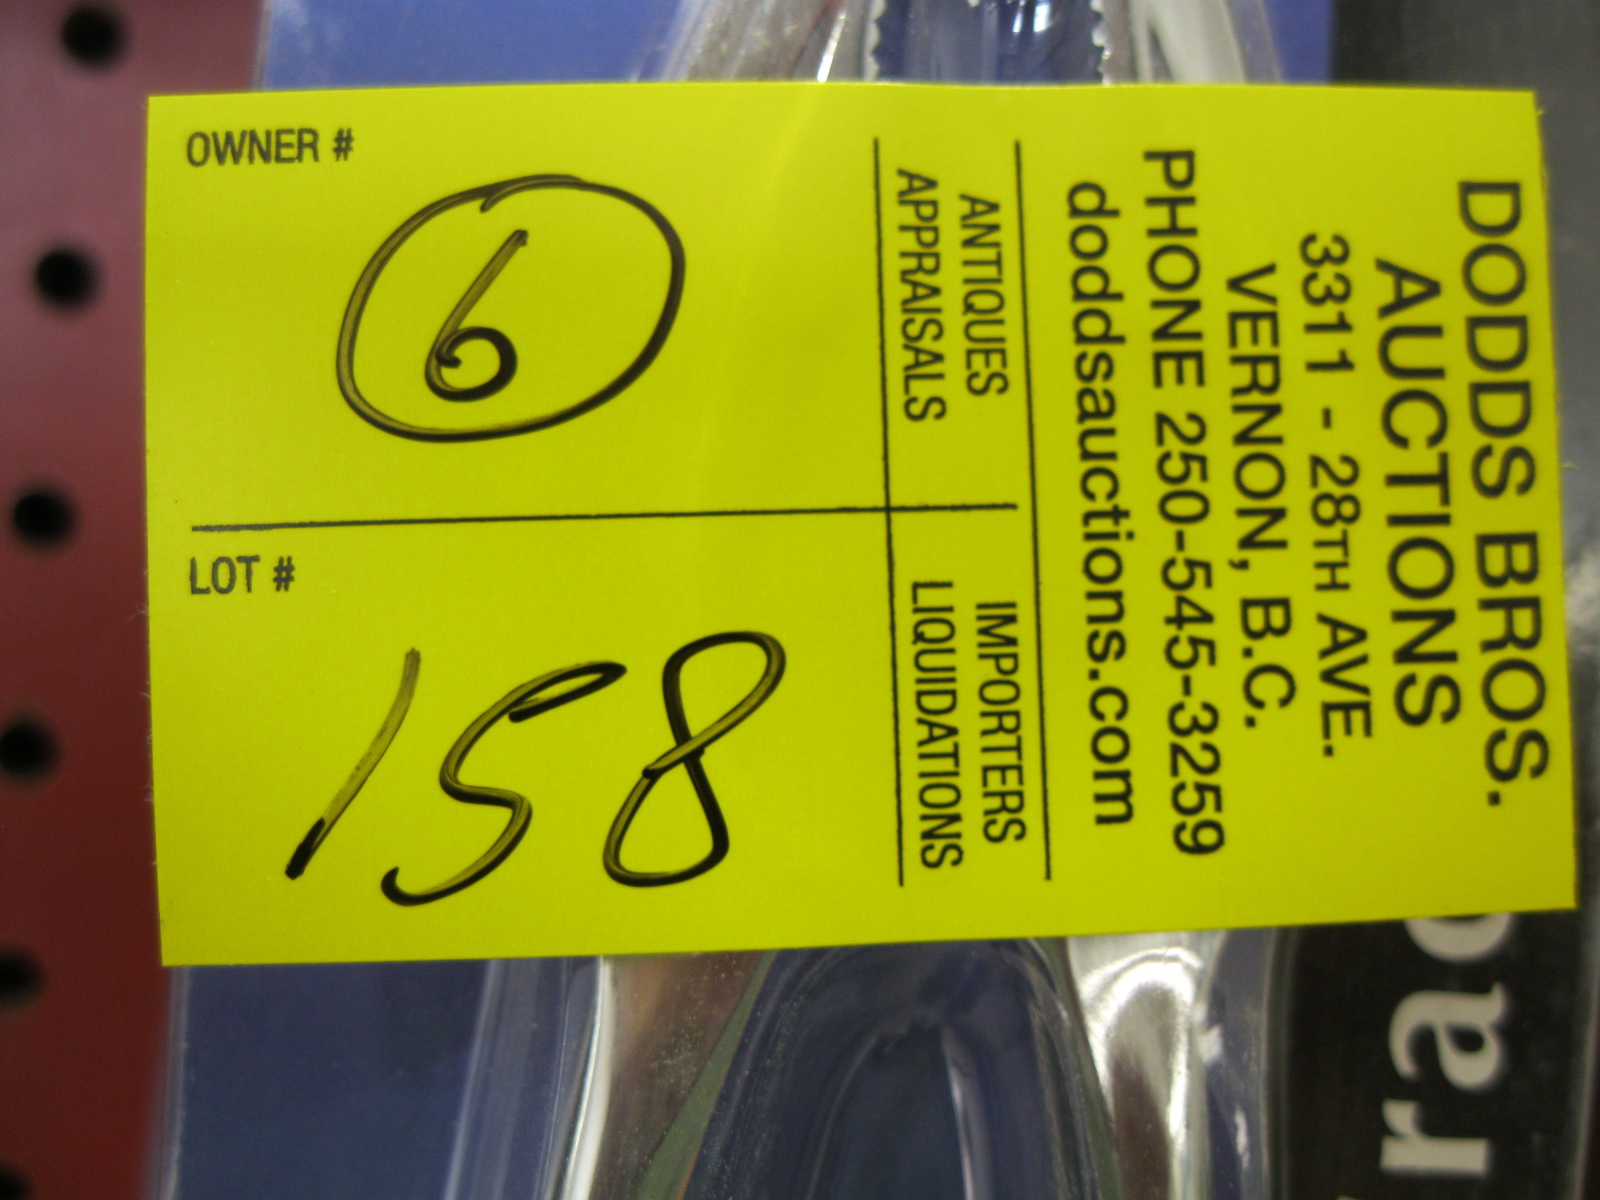 DODDS BROS.
AUCTIONS
3311 - 28TH AVE.
VERNON, B.C.
PHONE 250-545-3259
doddsauctions.com
ANTIQUES
APPRAISALS
IMPORTERS
LIQUIDATIONS
OWNER #
6
LOT #
158